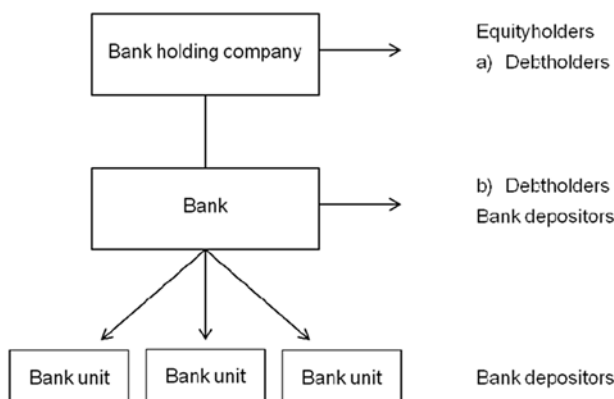 Bank holding company
Equityholders
a) Debtholders
Bank
b) Debtholders
Bank depositors
Bank unit
Bank unit
Bank unit
Bank depositors